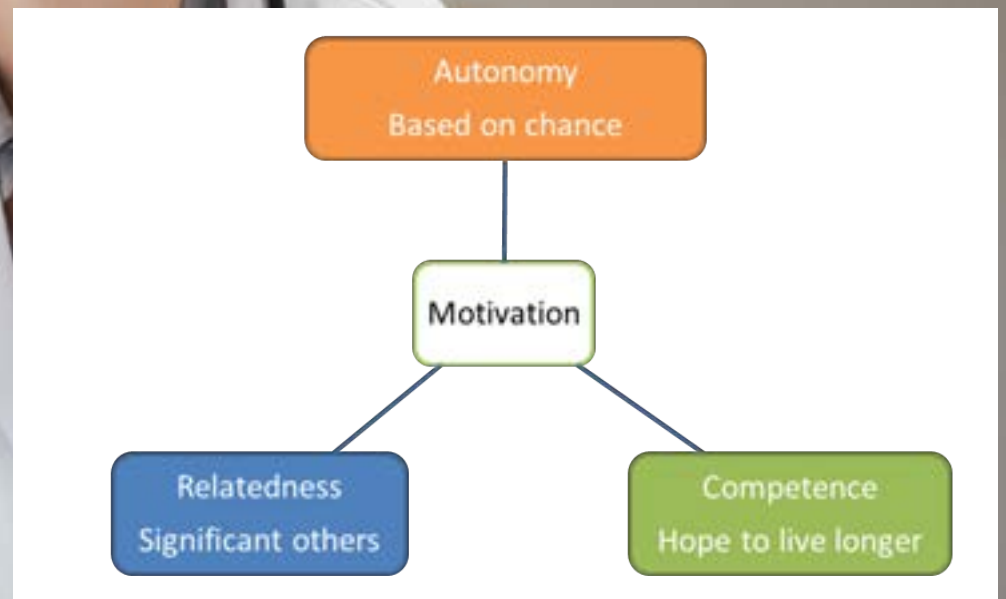 Autonomy
Based on chance
Motivation
Relatedness
Significant others
Competence
Hope to live longer